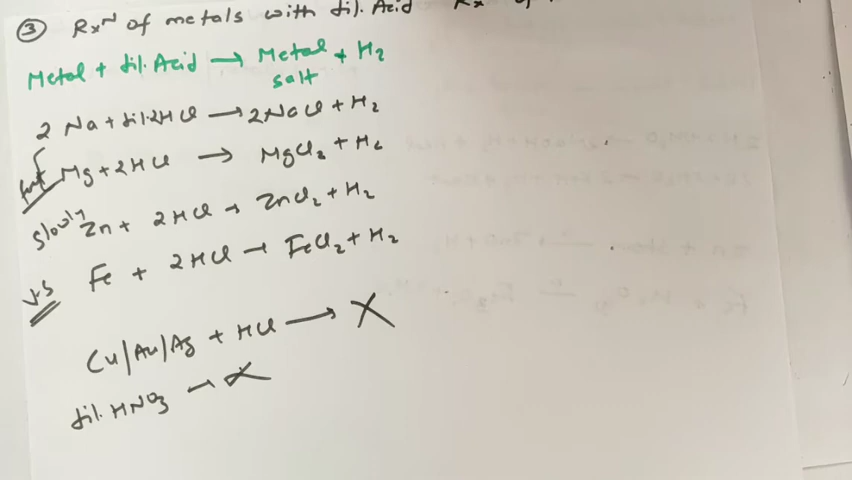 ③ Rxᴺ of metals with dil. Acid Rx of
Metal + dil. Acid → Metal salt + H₂
2 Na + dil. 2HCl → 2NaCl + H₂
fast Mg + 2HCl → MgCl₂ + H₂
slowly Zn + 2HCl → ZnCl₂ + H₂
v.s Fe + 2HCl → FeCl₂ + H₂
Cu/Au/Ag + HCl → X
dil. HNO₃ → X